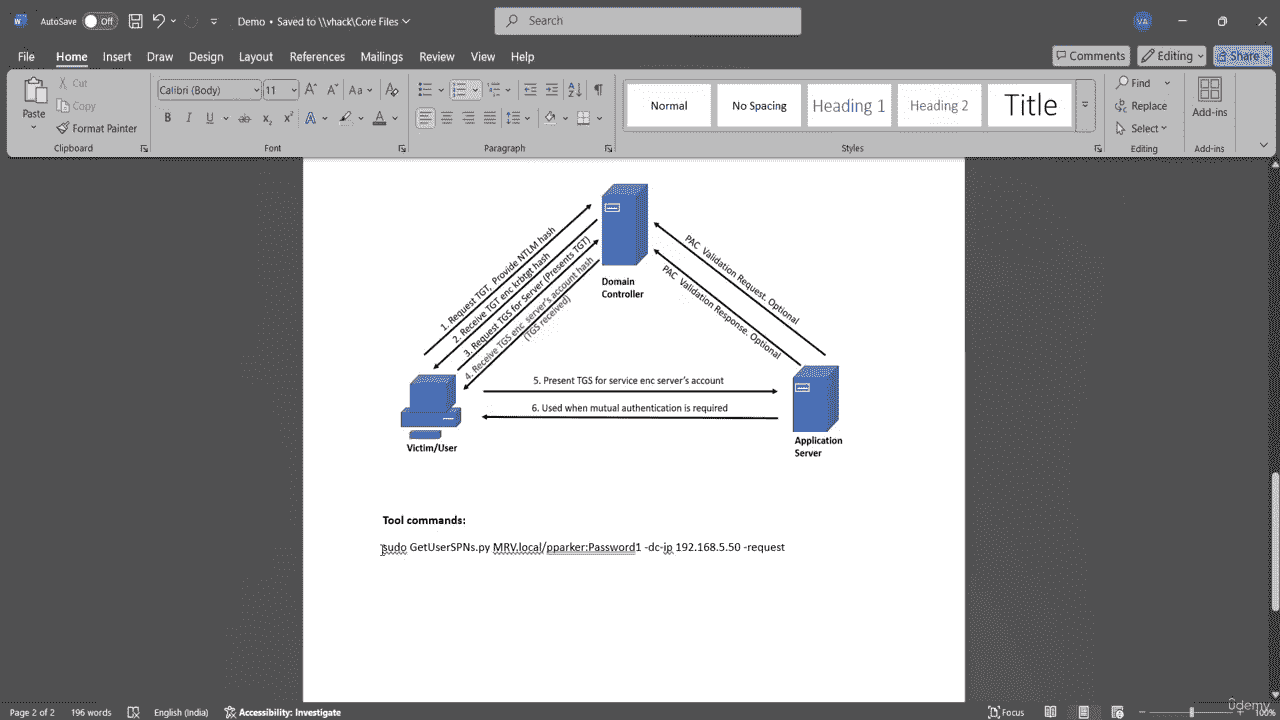 AutoSave Off Demo • Saved to \\vhack\Core Files Search VA
File Home Insert Draw Design Layout References Mailings Review View Help Comments Editing Share
Paste Cut Copy Format Painter
Calibri (Body) 11
Normal No Spacing Heading 1 Heading 2 Title
Find Replace Select Add-ins
Clipboard Font Paragraph Styles Editing Add-ins
1. Request TGT, Provide NTLM hash
2. Receive TGT enc krbtgt hash
3. Request TGS for Server (Presents TGT)
4. Receive TGS enc server's account hash
(TGS received)
Domain
Controller
PAC Validation Request. Optional
PAC Validation Response. Optional
5. Present TGS for service enc server's account
6. Used when mutual authentication is required
Victim/User
Application
Server
Tool commands:
sudo GetUserSPNs.py MRV.local/pparker:Password1 -dc-ip 192.168.5.50 -request
Page 2 of 2 196 words English (India) Accessibility: Investigate Focus 100%
Udemy